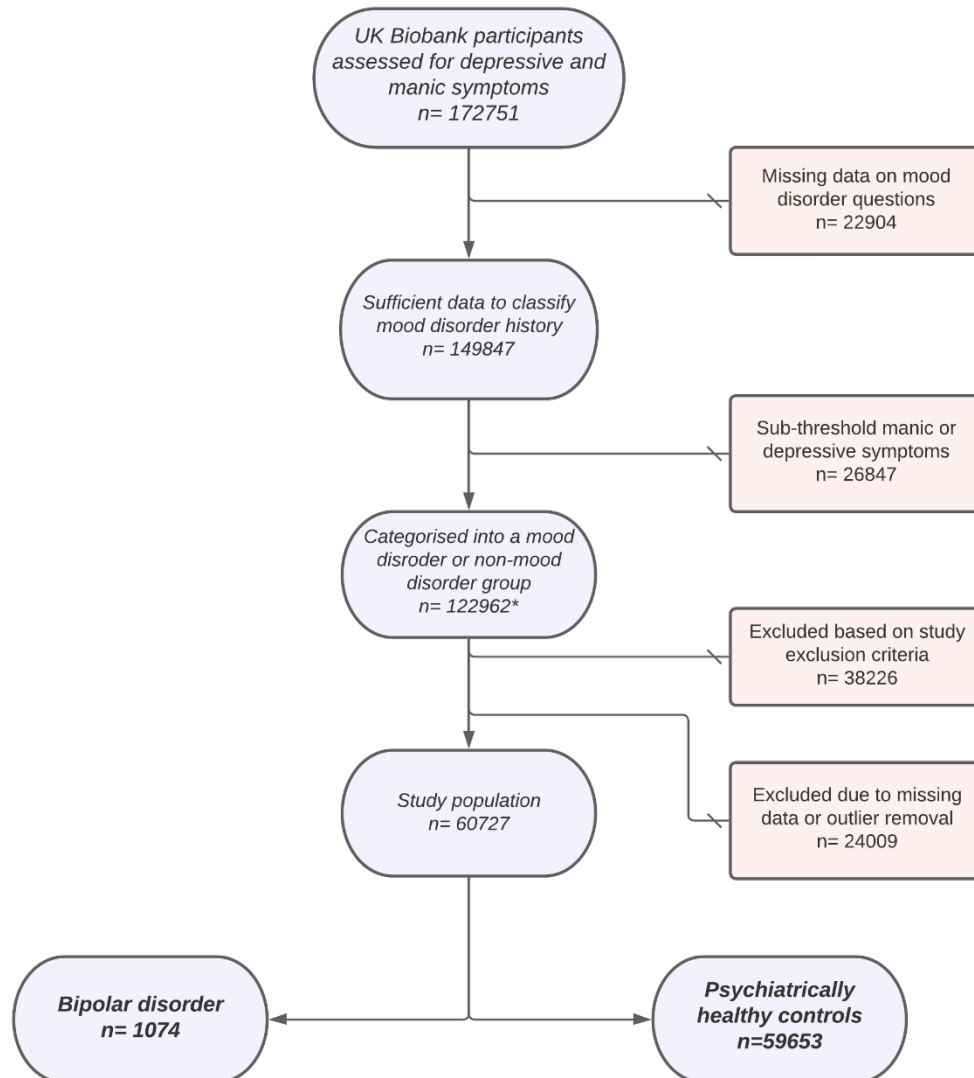 UK Biobank participants
assessed for depressive and
manic symptoms
n= 172751
Missing data on mood
disorder questions
n= 22904
Sufficient data to classify
mood disorder history
n= 149847
Sub-threshold manic or
depressive symptoms
n= 26847
Categorised into a mood
disroder or non-mood
disorder group
n= 122962*
Excluded based on study
exclusion criteria
n= 38226
Study population
n= 60727
Excluded due to missing
data or outlier removal
n= 24009
Bipolar disorder
n= 1074
Psychiatrically
healthy controls
n=59653